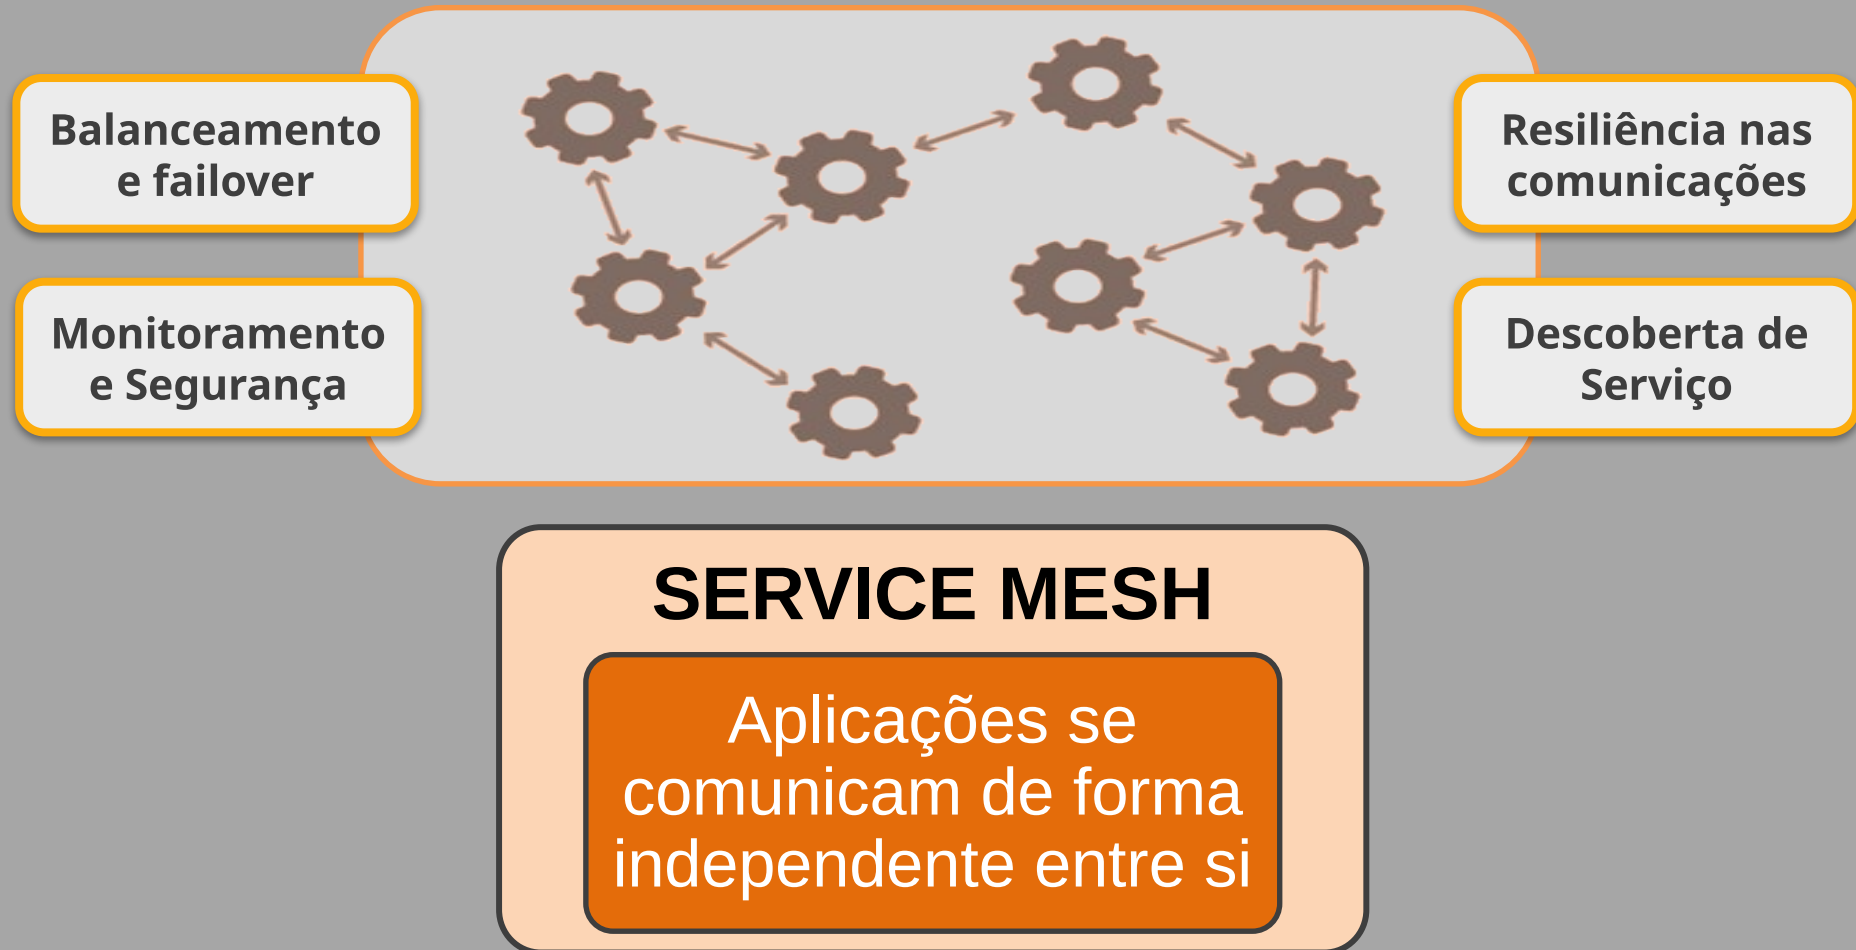 Balanceamento
e failover
Monitoramento
e Segurança
Resiliência nas
comunicações
Descoberta de
Serviço
SERVICE MESH
Aplicações se
comunicam de forma
independente entre si